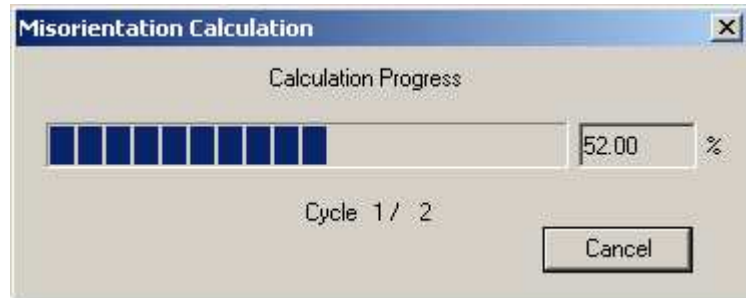 Misorientation Calculation
Calculation Progress
52.00 %
Cycle 1 / 2
Cancel